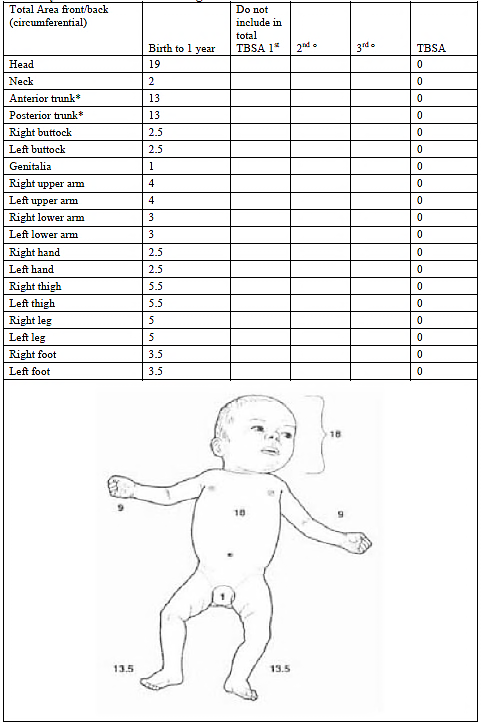 Total Area front/back (circumferential) Birth to 1 year Do not include in total TBSA 1st 2nd ° 3rd ° TBSA
Head 19 0
Neck 2 0
Anterior trunk* 13 0
Posterior trunk* 13 0
Right buttock 2.5 0
Left buttock 2.5 0
Genitalia 1 0
Right upper arm 4 0
Left upper arm 4 0
Right lower arm 3 0
Left lower arm 3 0
Right hand 2.5 0
Left hand 2.5 0
Right thigh 5.5 0
Left thigh 5.5 0
Right leg 5 0
Left leg 5 0
Right foot 3.5 0
Left foot 3.5 0
18
9 18 9
1
13.5 13.5